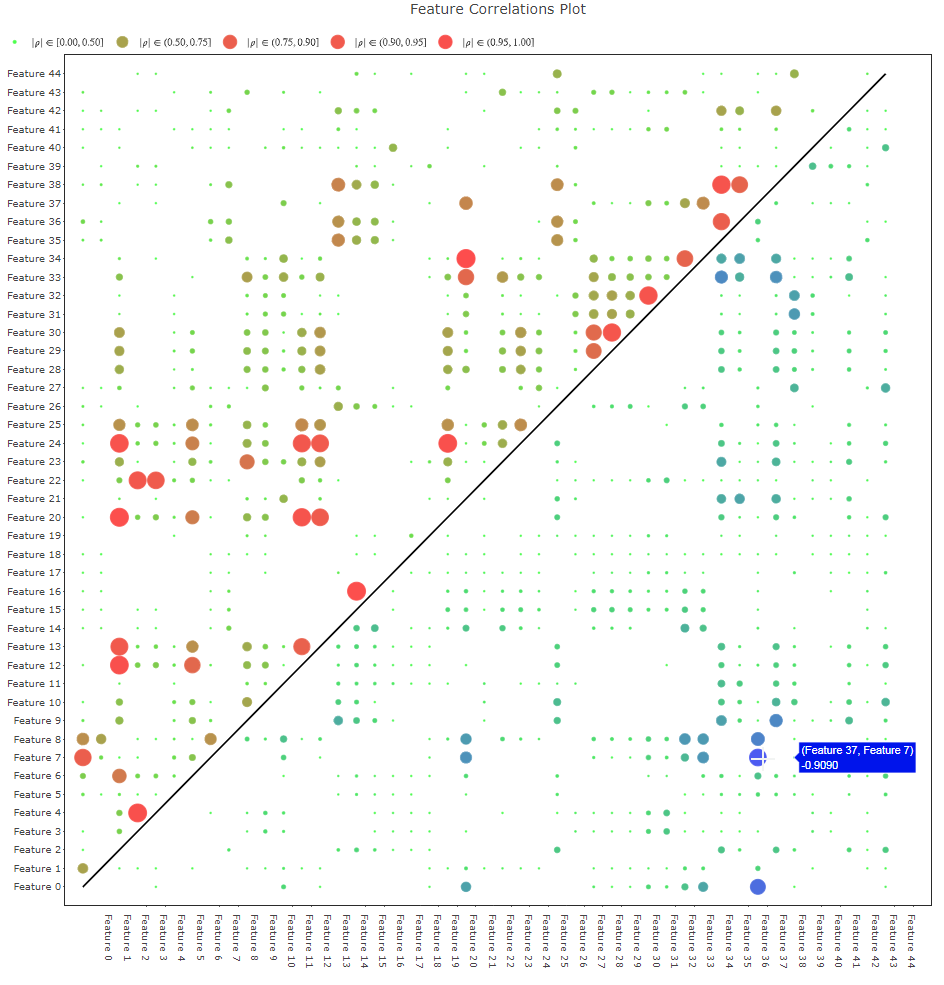 Feature Correlations Plot
|ρ| ∈ [0.00, 0.50] |ρ| ∈ (0.50, 0.75] |ρ| ∈ (0.75, 0.90] |ρ| ∈ (0.90, 0.95] |ρ| ∈ (0.95, 1.00]
Feature 44
Feature 43
Feature 42
Feature 41
Feature 40
Feature 39
Feature 38
Feature 37
Feature 36
Feature 35
Feature 34
Feature 33
Feature 32
Feature 31
Feature 30
Feature 29
Feature 28
Feature 27
Feature 26
Feature 25
Feature 24
Feature 23
Feature 22
Feature 21
Feature 20
Feature 19
Feature 18
Feature 17
Feature 16
Feature 15
Feature 14
Feature 13
Feature 12
Feature 11
Feature 10
Feature 9
Feature 8
(Feature 37, Feature 7)
Feature 7
-0.9090
Feature 6
Feature 5
Feature 4
Feature 3
Feature 2
Feature 1
Feature 0
Feature 0
Feature 1
Feature 2
Feature 3
Feature 4
Feature 5
Feature 6
Feature 7
Feature 8
Feature 9
Feature 10
Feature 11
Feature 12
Feature 13
Feature 14
Feature 15
Feature 16
Feature 17
Feature 18
Feature 19
Feature 20
Feature 21
Feature 22
Feature 23
Feature 24
Feature 25
Feature 26
Feature 27
Feature 28
Feature 29
Feature 30
Feature 31
Feature 32
Feature 33
Feature 34
Feature 35
Feature 36
Feature 37
Feature 38
Feature 39
Feature 40
Feature 41
Feature 42
Feature 43
Feature 44